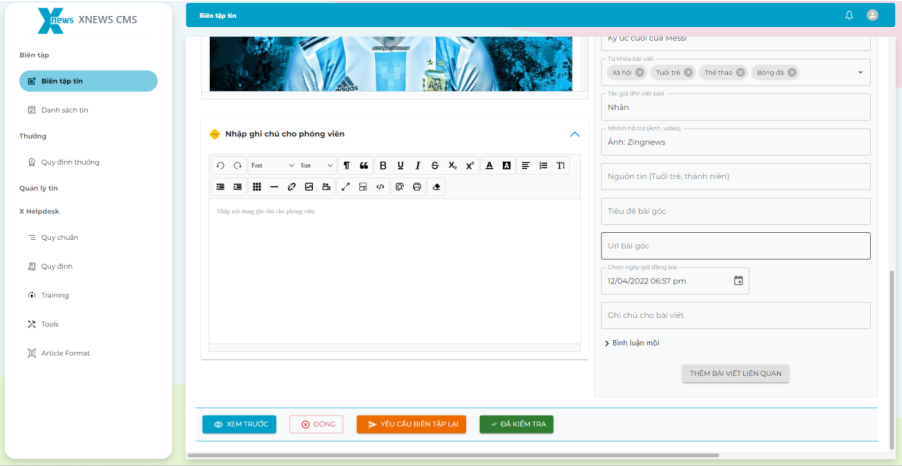 news XNEWS CMS
Biên tập tin
Biên tập
Biên tập tin
Danh sách tin
Thưởng
Quy định thưởng
Quản lý tin
X Helpdesk
Quy chuẩn
Quy định
Training
Tools
Article Format
adidas
Nhập ghi chú cho phóng viên
Font
Size
Nhập nội dung ghi chú cho phóng viên
Ký ức cuối của Messi
Từ khóa bài viết
Xã hội
Tuổi trẻ
Thể thao
Bóng đá
Tác giả (PV viết bài)
Nhân
Nhóm hỗ trợ (Ảnh, video)
Ảnh: Zingnews
Nguồn tin (Tuổi trẻ, thành niên)
Tiêu đề bài gốc
Url bài gốc
Chọn ngày giờ đăng bài
12/04/2022 06:57 pm
Ghi chú cho bài viết
Bình luận mồi
THÊM BÀI VIẾT LIÊN QUAN
XEM TRƯỚC
ĐÓNG
YÊU CẦU BIÊN TẬP LẠI
ĐÃ KIỂM TRA